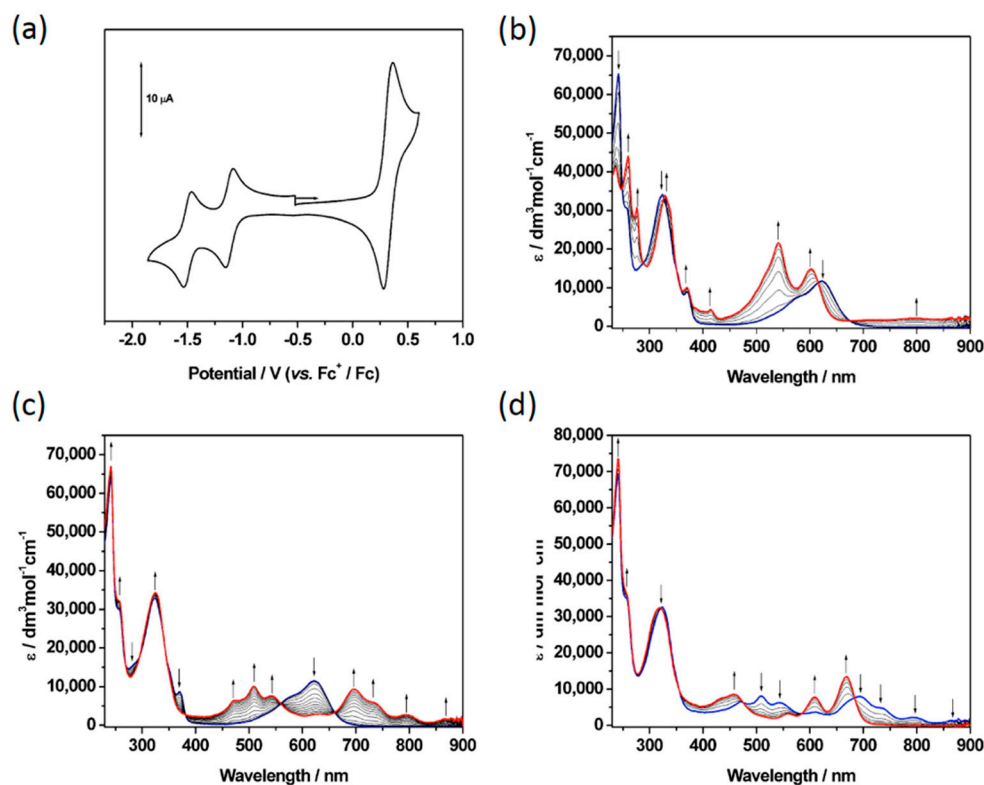 (a)
10 μA
-2.0 -1.5 -1.0 -0.5 0.0 0.5 1.0
Potential / V (vs. Fc⁺ / Fc)
(b)
70,000
60,000
50,000
40,000
30,000
20,000
10,000
0
ε / dm³mol⁻¹cm⁻¹
300 400 500 600 700 800 900
Wavelength / nm
(c)
70,000
60,000
50,000
40,000
30,000
20,000
10,000
0
ε / dm³mol⁻¹cm⁻¹
300 400 500 600 700 800 900
Wavelength / nm
(d)
80,000
70,000
60,000
50,000
40,000
30,000
20,000
10,000
0
300 400 500 600 700 800 900
Wavelength / nm